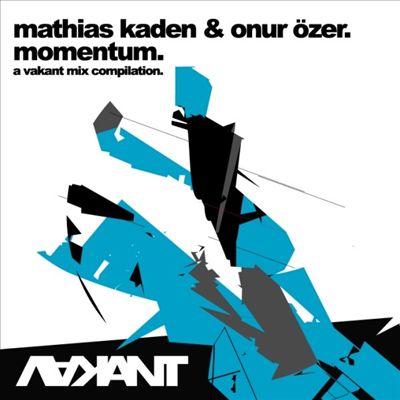 mathias kaden & onur özer.
momentum.
a vakant mix compilation.
VAKANT